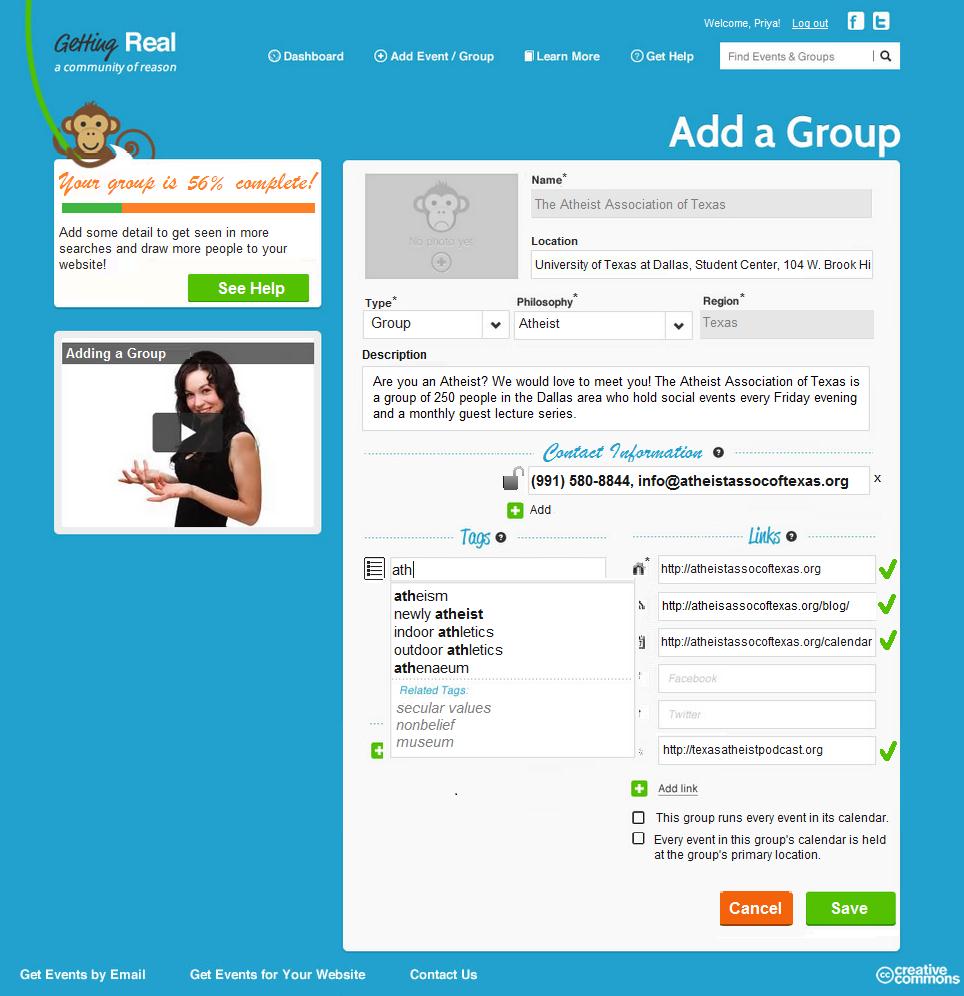 Welcome, Priya! Log out
Getting Real
a community of reason
Dashboard
Add Event / Group
Learn More
Get Help
Find Events & Groups
Add a Group
Your group is 56% complete!
Add some detail to get seen in more
searches and draw more people to your
website!
See Help
Adding a Group
No photo yet
Name*
The Atheist Association of Texas
Location
University of Texas at Dallas, Student Center, 104 W. Brook Hi
Type*
Group
Philosophy*
Atheist
Region*
Texas
Description
Are you an Atheist? We would love to meet you! The Atheist Association of Texas is
a group of 250 people in the Dallas area who hold social events every Friday evening
and a monthly guest lecture series.
Contact Information ?
(991) 580-8844, info@atheistassocoftexas.org x
Add
Tags ?
ath
atheism
newly atheist
indoor athletics
outdoor athletics
athenaeum
Related Tags:
secular values
nonbelief
museum
Links ?
*
http://atheistassocoftexas.org
http://atheisassocoftexas.org/blog/
http://atheistassocoftexas.org/calendar
Facebook
Twitter
http://texasatheistpodcast.org
Add link
This group runs every event in its calendar.
Every event in this group's calendar is held
at the group's primary location.
Cancel
Save
Get Events by Email
Get Events for Your Website
Contact Us
cc creative
commons